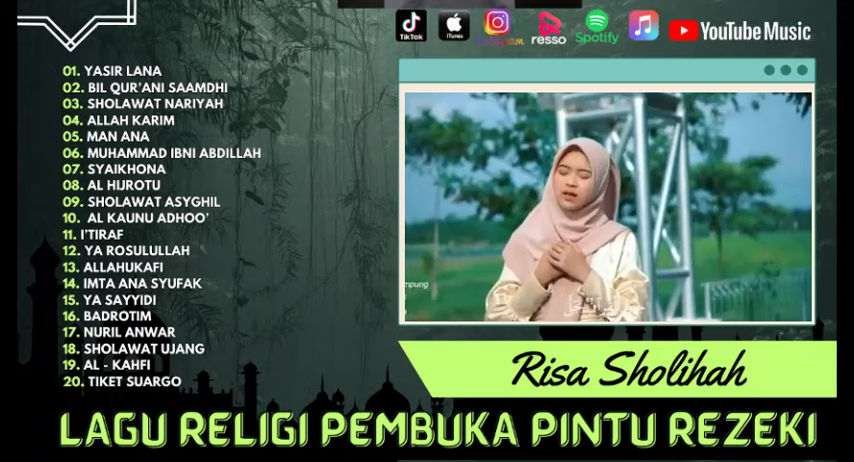 TikTok
iTunes
resso
Spotify
YouTube Music
01. YASIR LANA
02. BIL QUR'ANI SAAMDHI
03. SHOLAWAT NARIYAH
04. ALLAH KARIM
05. MAN ANA
06. MUHAMMAD IBNI ABDILLAH
07. SYAIKHONA
08. AL HIJROTU
09. SHOLAWAT ASYGHIL
10. AL KAUNU ADHOO'
11. I'TIRAF
12. YA ROSULULLAH
13. ALLAHUKAFI
14. IMTA ANA SYUFAK
15. YA SAYYIDI
16. BADROTIM
17. NURIL ANWAR
18. SHOLAWAT UJANG
19. AL - KAHFI
20. TIKET SUARGO
mpung
Risa Sholihah
LAGU RELIGI PEMBUKA PINTU REZEKI